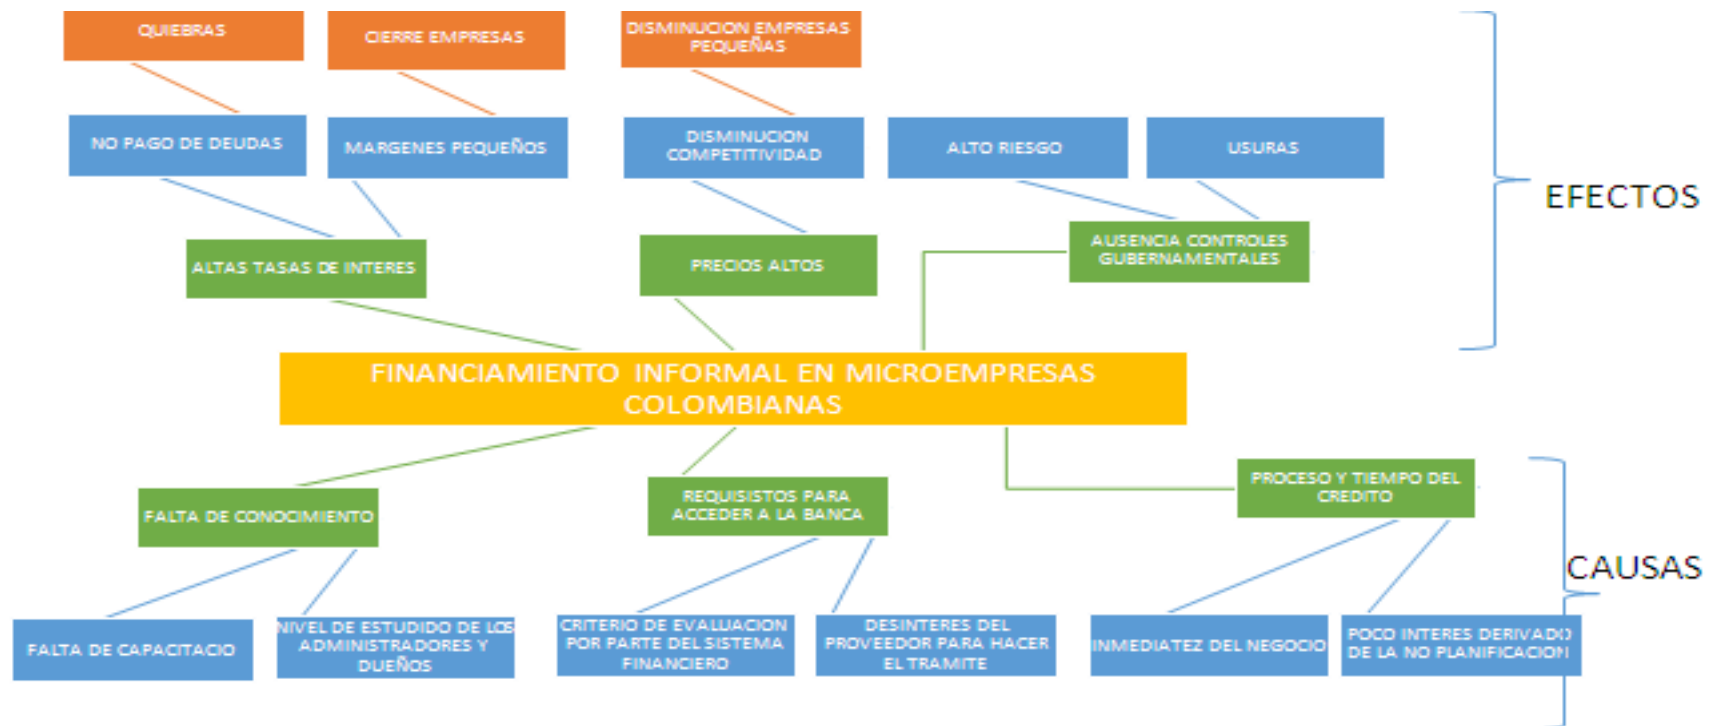 QUIEBRAS
CIERRE EMPRESAS
DISMINUCION EMPRESAS
PEQUEÑAS
NO PAGO DE DEUDAS
MARGENES PEQUEÑOS
DISMINUCION
COMPETITIVIDAD
ALTO RIESGO
USURAS
EFECTOS
ALTAS TASAS DE INTERES
PRECIOS ALTOS
AUSENCIA CONTROLES
GUBERNAMENTALES
FINANCIAMIENTO INFORMAL EN MICROEMPRESAS
COLOMBIANAS
FALTA DE CONOCIMIENTO
REQUISISTOS PARA
ACCEDER A LA BANCA
PROCESO Y TIEMPO DEL
CREDITO
CAUSAS
FALTA DE CAPACITACIO
NIVEL DE ESTUDIDO DE LOS
ADMINISTRADORES Y
DUEÑOS
CRITERIO DE EVALUACION
POR PARTE DEL SISTEMA
FINANCIERO
DESINTERES DEL
PROVEEDOR PARA HACER
EL TRAMITE
INMEDIATEZ DEL NEGOCIO
POCO INTERES DERIVADO
DE LA NO PLANIFICACION